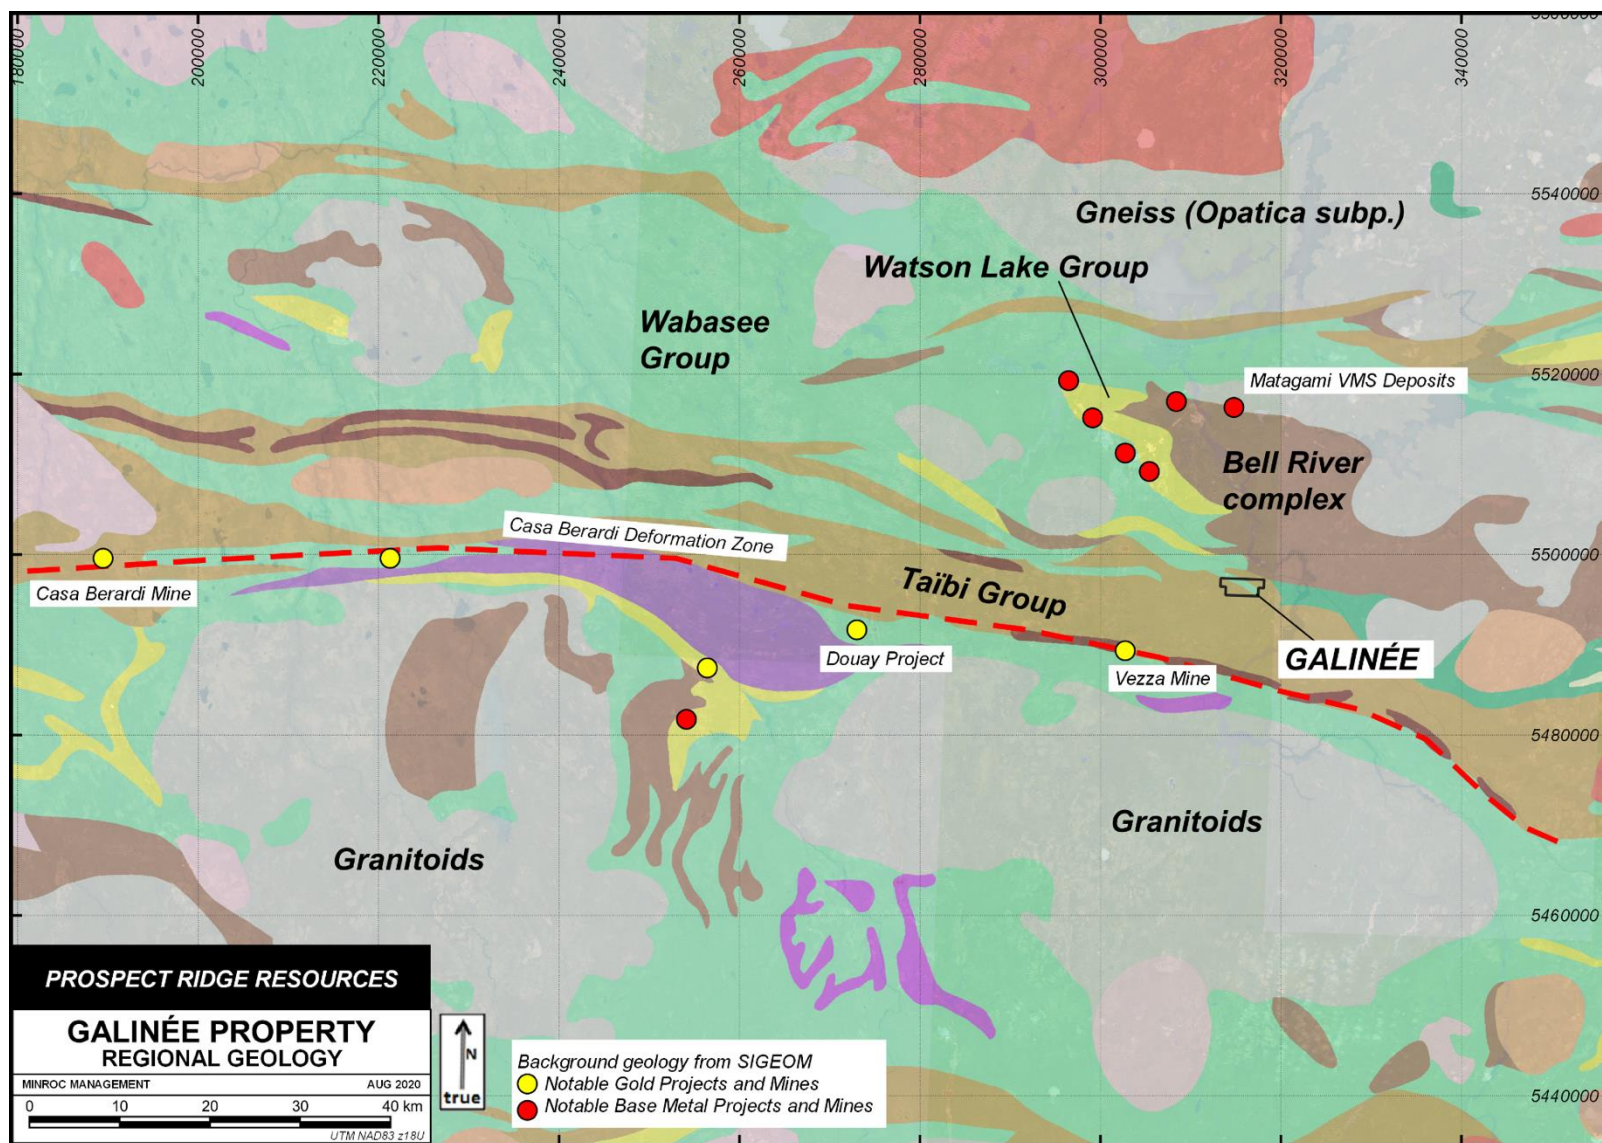 180000
200000
220000
240000
260000
280000
300000
320000
340000
5540000
Gneiss (Opatica subp.)
Watson Lake Group
Wabasee
Group
5520000
Matagami VMS Deposits
Bell River
complex
Casa Berardi Deformation Zone
5500000
Casa Berardi Mine
Taïbi Group
Douay Project
GALINÉE
Vezza Mine
5480000
Granitoids
Granitoids
5460000
PROSPECT RIDGE RESOURCES
GALINÉE PROPERTY
REGIONAL GEOLOGY
MINROC MANAGEMENT AUG 2020
0 10 20 30 40 km
UTM NAD83 z18U
N
true
Background geology from SIGEOM
Notable Gold Projects and Mines
Notable Base Metal Projects and Mines
5440000